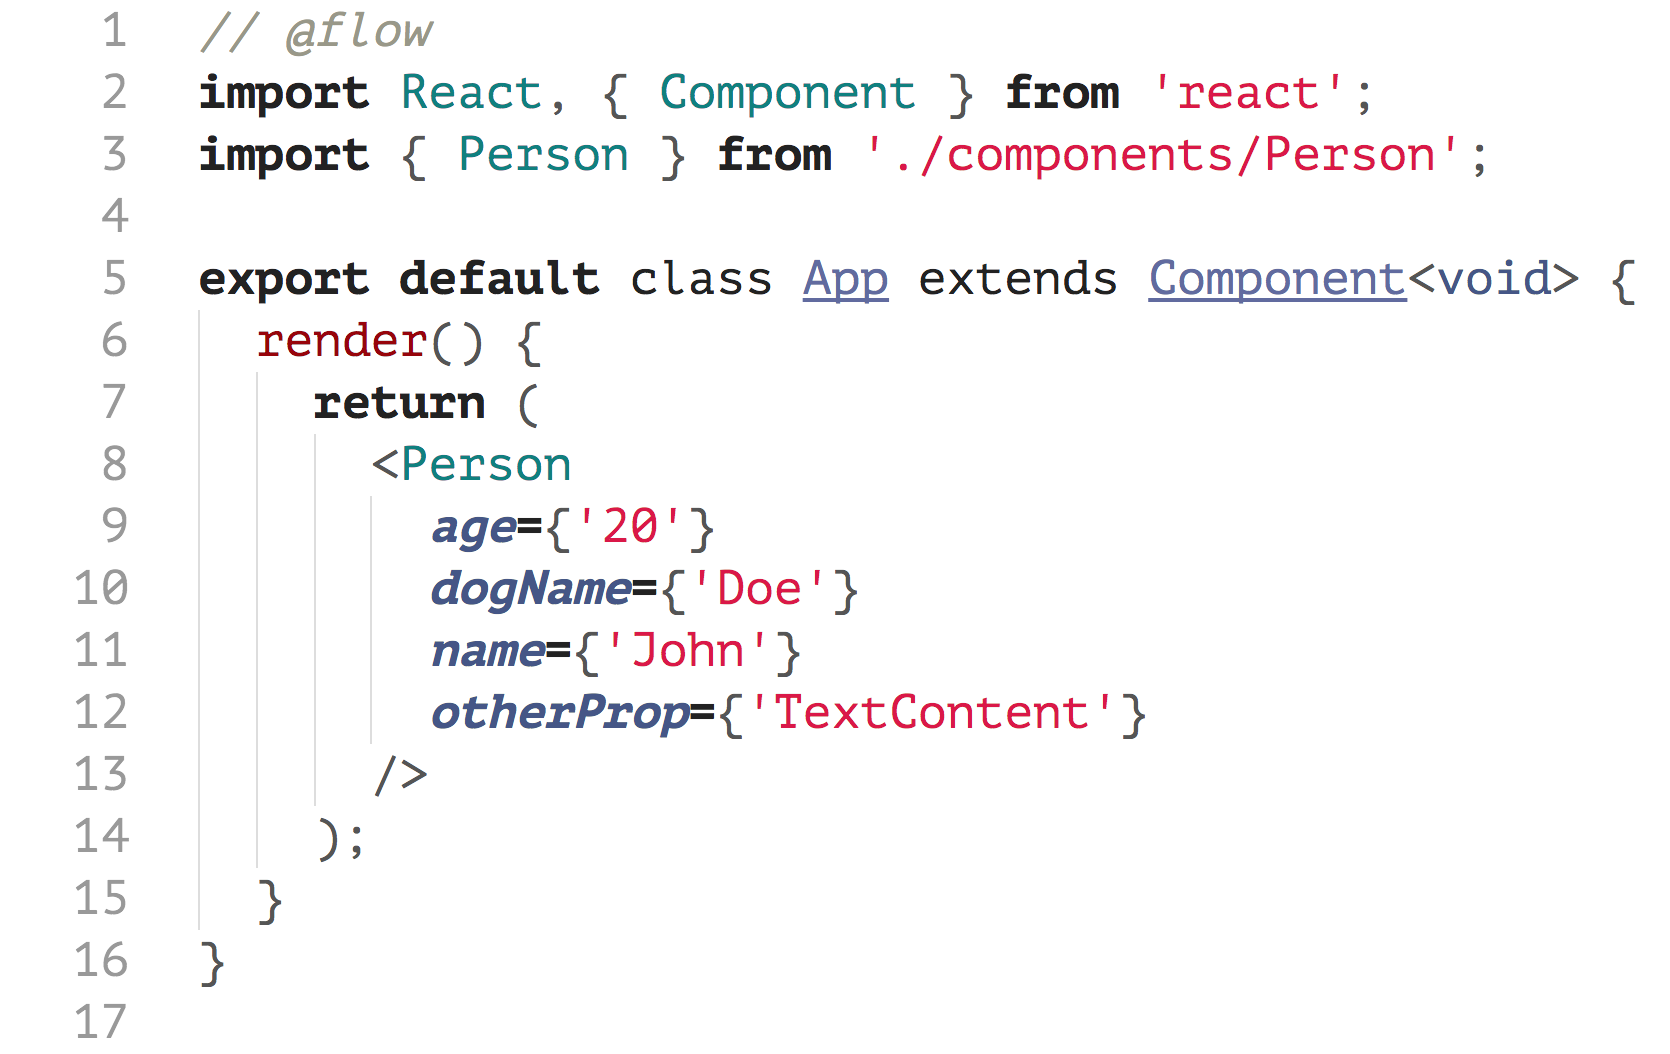 1 // @flow
2 import React, { Component } from 'react';
3 import { Person } from './components/Person';
4
5 export default class App extends Component<void> {
6   render() {
7     return (
8       <Person
9         age={'20'}
10         dogName={'Doe'}
11         name={'John'}
12         otherProp={'TextContent'}
13       />
14     );
15   }
16 }
17